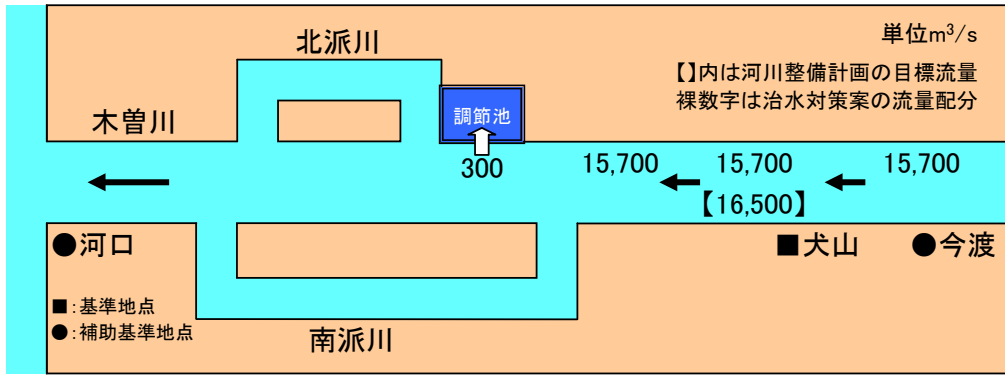 北派川
単位m³/s
【】内は河川整備計画の目標流量
裸数字は治水対策案の流量配分
調節池
木曽川
300
15,700
15,700
15,700
【16,500】
●河口
■犬山
●今渡
■:基準地点
●:補助基準地点
南派川